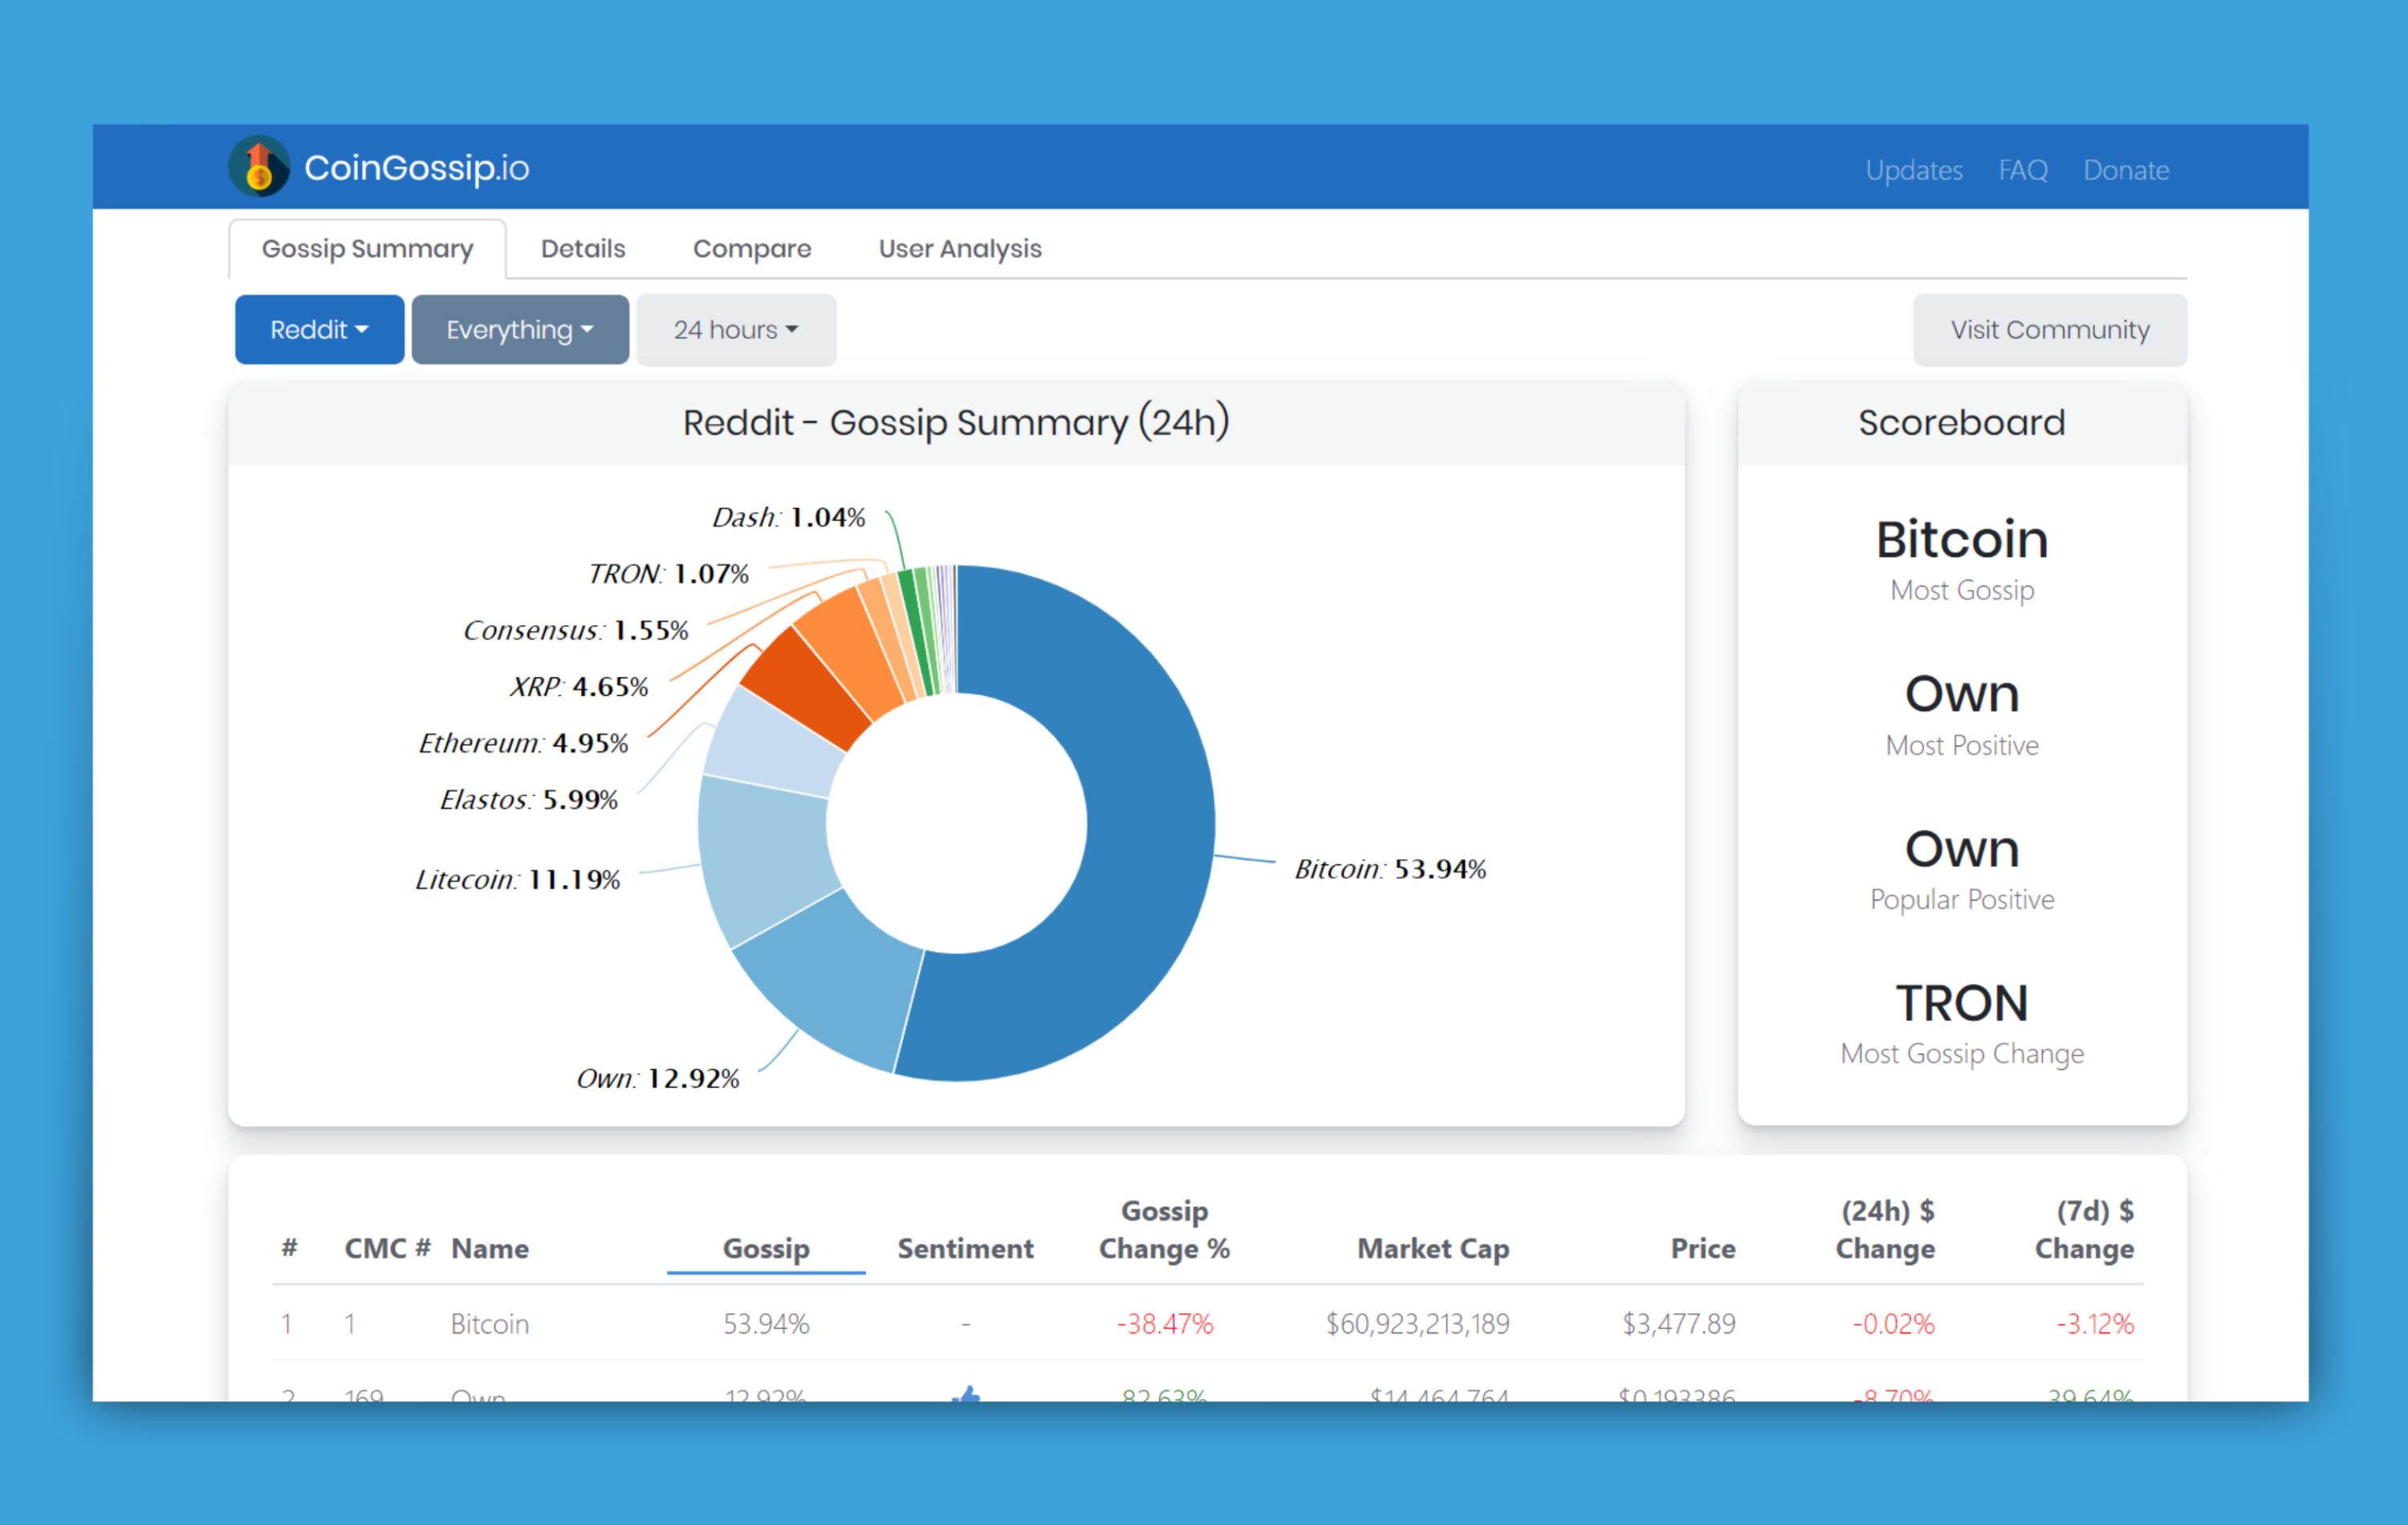 CoinGossip.io
Updates FAQ Donate
Gossip Summary Details Compare User Analysis
Reddit Everything 24 hours Visit Community
Reddit - Gossip Summary (24h)
Dash: 1.04%
TRON: 1.07%
Consensus: 1.55%
XRP: 4.65%
Ethereum: 4.95%
Elastos: 5.99%
Litecoin: 11.19%
Own: 12.92%
Bitcoin: 53.94%
Scoreboard
Bitcoin
Most Gossip
Own
Most Positive
Own
Popular Positive
TRON
Most Gossip Change
# CMC # Name Gossip Sentiment Gossip Change % Market Cap Price (24h) $ Change (7d) $ Change
1 1 Bitcoin 53.94% - -38.47% $60,923,213,189 $3,477.89 -0.02% -3.12%
2 169 Own 12.92% 82.63% $14,464,764 $0.193386 -8.70% 39.64%